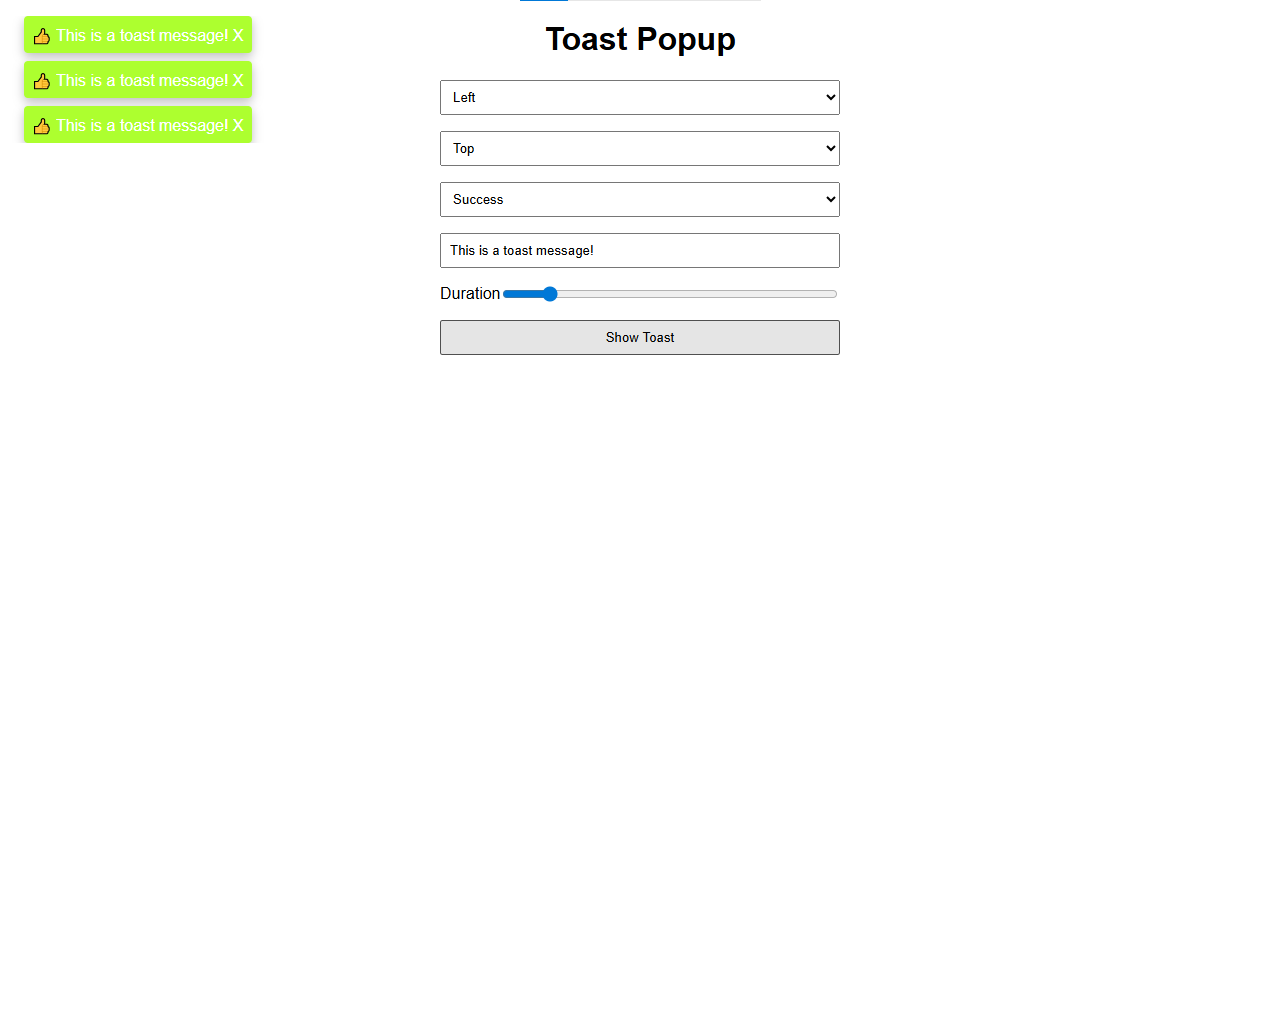 👍 This is a toast message! X
👍 This is a toast message! X
👍 This is a toast message! X
Toast Popup
Left
Top
Success
This is a toast message!
Duration
Show Toast